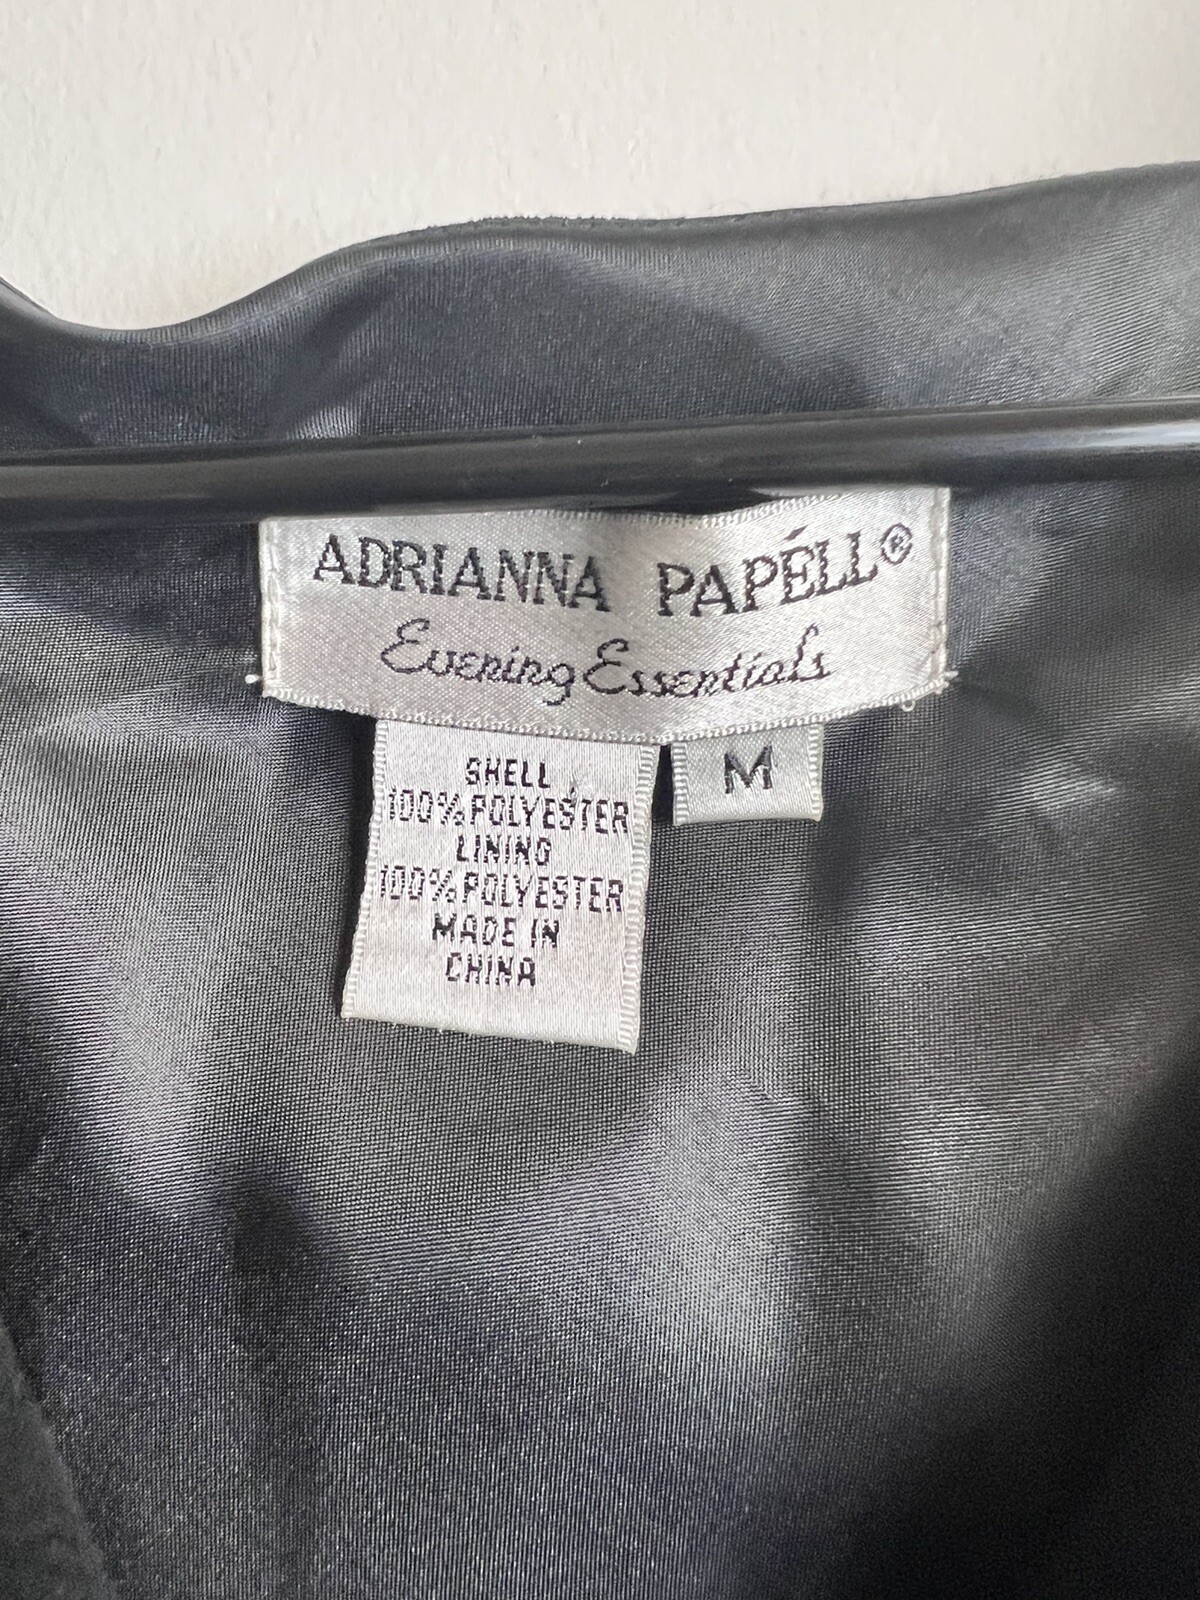 ADRIANNA PAPÉLL®
Evening Essentials
M
SHELL
100% POLYESTER
LINING
100% POLYESTER
MADE IN
CHINA